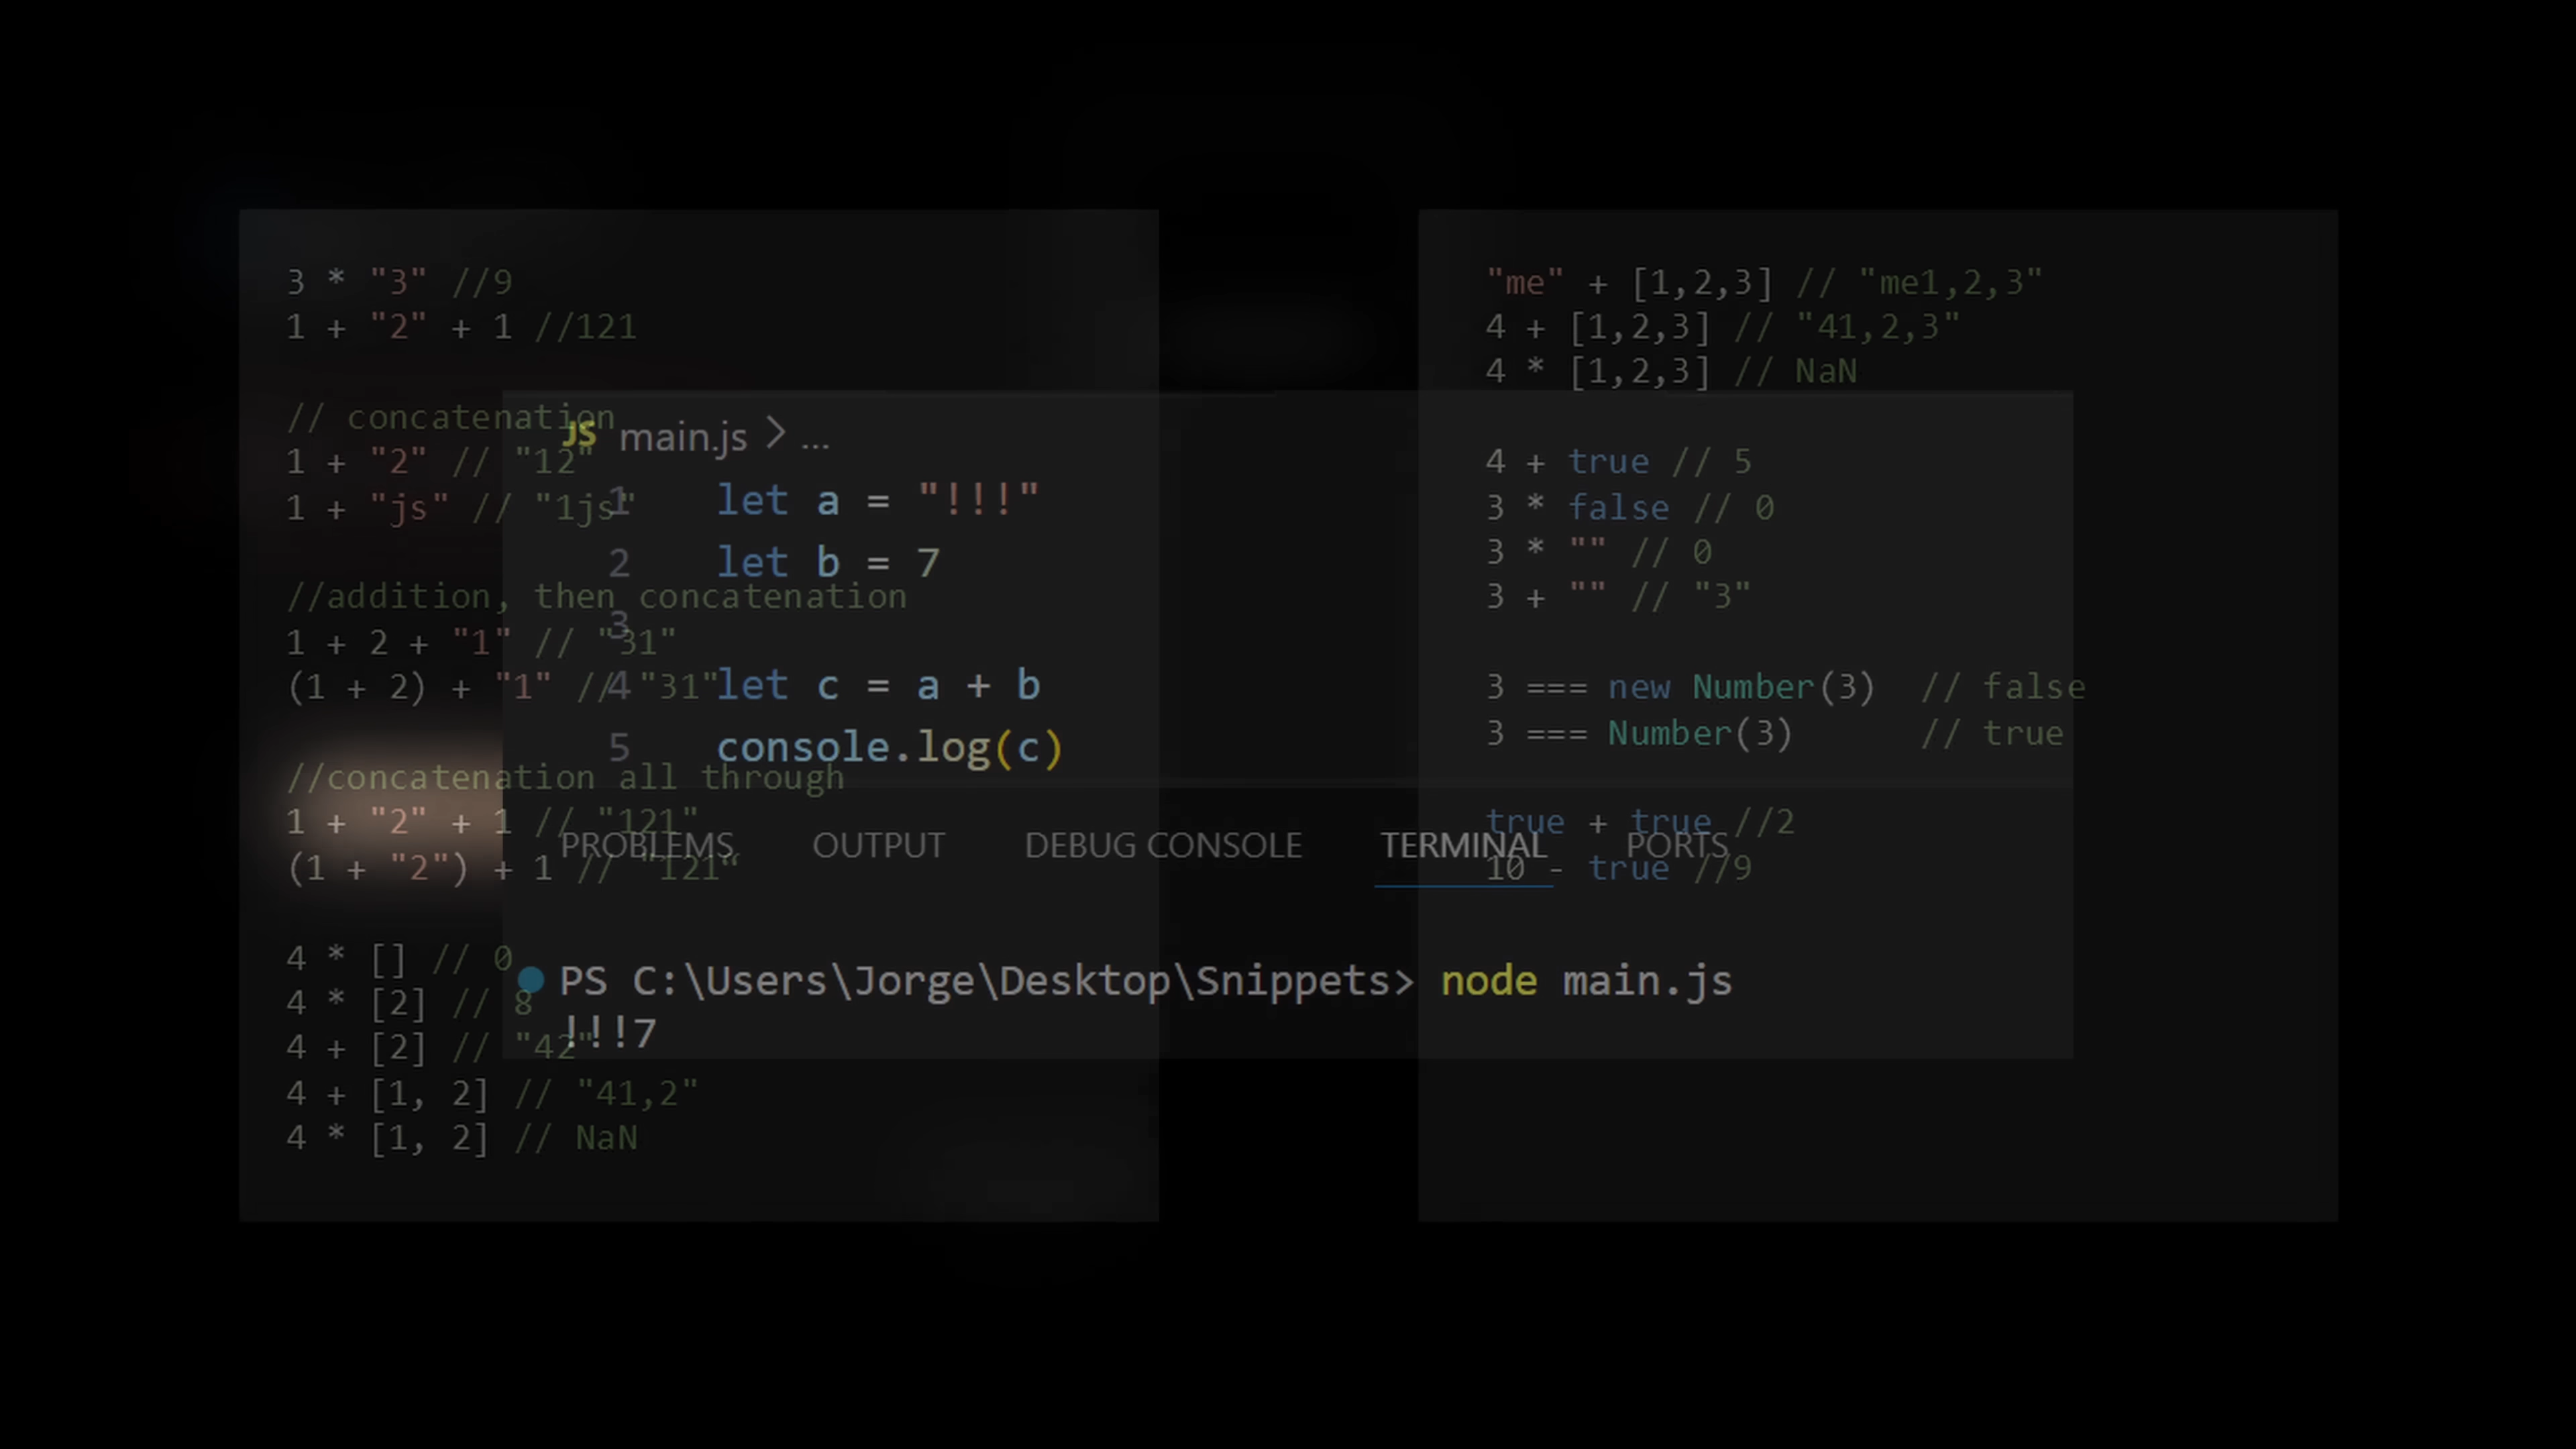 3 * "3" //9
1 + "2" + 1 //121
// concatenation
1 + "2" // "12"
1 + "js" // "1js"
//addition, then concatenation
1 + 2 + "1" // "31"
(1 + 2) + "1" // "31"
//concatenation all through
1 + "2" + 1 // "121"
(1 + "2") + 1 // "121"
4 * [] // 0
4 * [2] // 8
4 + [2] // "42"
4 + [1, 2] // "41,2"
4 * [1, 2] // NaN
JS main.js > ...
1 let a = "!!!"
2 let b = 7
3
4 let c = a + b
5 console.log(c)
PROBLEMS OUTPUT DEBUG CONSOLE TERMINAL PORTS
PS C:\Users\Jorge\Desktop\Snippets> node main.js
!!!7
"me" + [1,2,3] // "me1,2,3"
4 + [1,2,3] // "41,2,3"
4 * [1,2,3] // NaN
4 + true // 5
3 * false // 0
3 * "" // 0
3 + "" // "3"
3 === new Number(3) // false
3 === Number(3) // true
true + true //2
10 - true //9